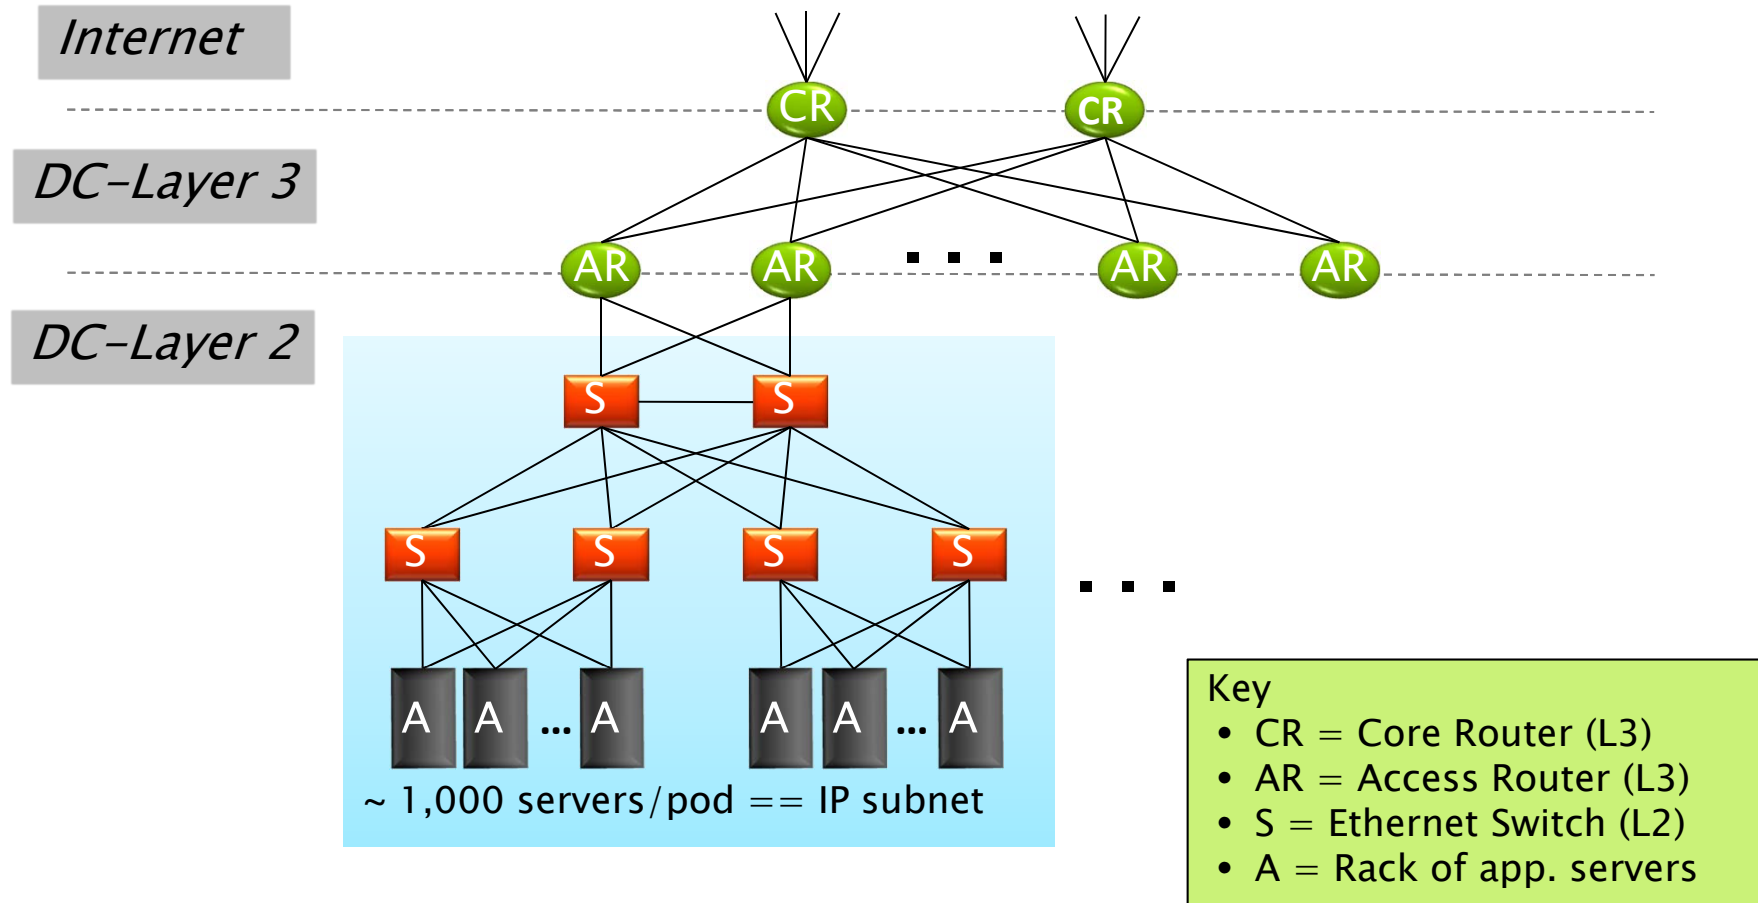 Internet
CR CR
DC-Layer 3
AR AR ... AR AR
DC-Layer 2
S S
S S S S
...
A A ... A A A ... A
~ 1,000 servers/pod == IP subnet
Key
• CR = Core Router (L3)
• AR = Access Router (L3)
• S = Ethernet Switch (L2)
• A = Rack of app. servers